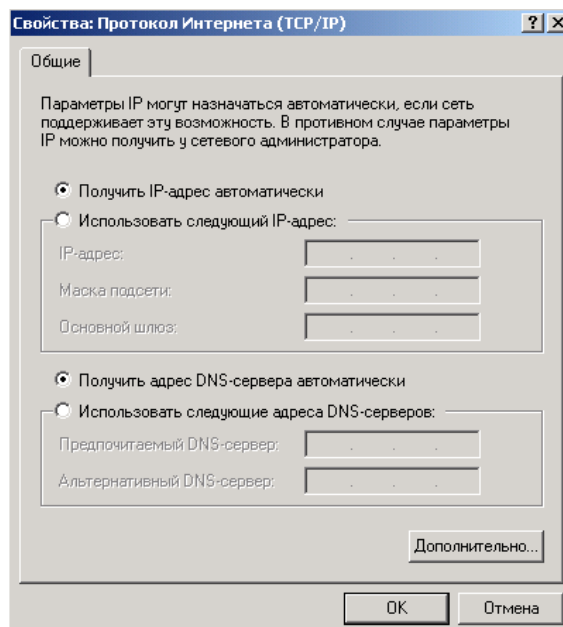 Свойства: Протокол Интернета (TCP/IP)
Общие
Параметры IP могут назначаться автоматически, если сеть
поддерживает эту возможность. В противном случае параметры
IP можно получить у сетевого администратора.
Получить IP-адрес автоматически
Использовать следующий IP-адрес:
IP-адрес:
Маска подсети:
Основной шлюз:
Получить адрес DNS-сервера автоматически
Использовать следующие адреса DNS-серверов:
Предпочитаемый DNS-сервер:
Альтернативный DNS-сервер:
Дополнительно...
OK
Отмена